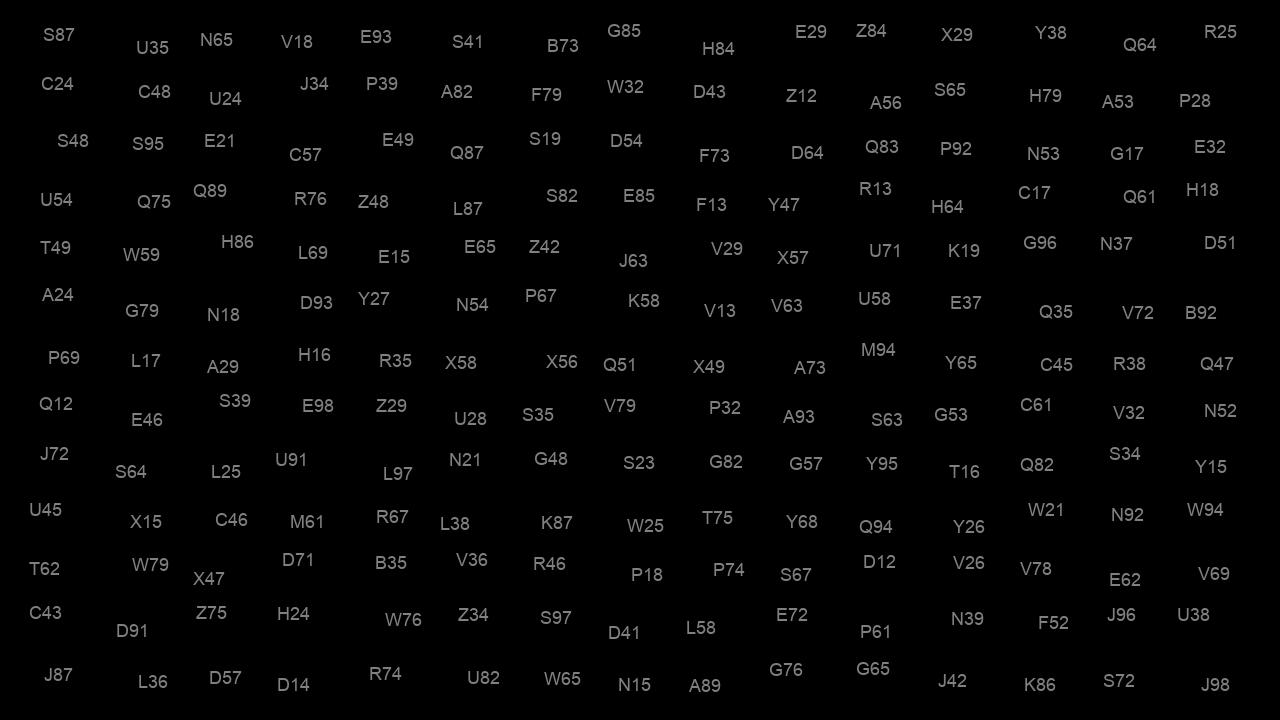 S87 U35 N65 V18 E93 S41 B73 G85 H84 E29 Z84 X29 Y38 Q64 R25
C24 C48 U24 J34 P39 A82 F79 W32 D43 Z12 A56 S65 H79 A53 P28
S48 S95 E21 C57 E49 Q87 S19 D54 F73 D64 Q83 P92 N53 G17 E32
U54 Q75 Q89 R76 Z48 L87 S82 E85 F13 Y47 R13 H64 C17 Q61 H18
T49 W59 H86 L69 E15 E65 Z42 J63 V29 X57 U71 K19 G96 N37 D51
A24 G79 N18 D93 Y27 N54 P67 K58 V13 V63 U58 E37 Q35 V72 B92
P69 L17 A29 H16 R35 X58 X56 Q51 X49 A73 M94 Y65 C45 R38 Q47
Q12 E46 S39 E98 Z29 U28 S35 V79 P32 A93 S63 G53 C61 V32 N52
J72 S64 L25 U91 L97 N21 G48 S23 G82 G57 Y95 T16 Q82 S34 Y15
U45 X15 C46 M61 R67 L38 K87 W25 T75 Y68 Q94 Y26 W21 N92 W94
T62 W79 X47 D71 B35 V36 R46 P18 P74 S67 D12 V26 V78 E62 V69
C43 D91 Z75 H24 W76 Z34 S97 D41 L58 E72 P61 N39 F52 J96 U38
J87 L36 D57 D14 R74 U82 W65 N15 A89 G76 G65 J42 K86 S72 J98